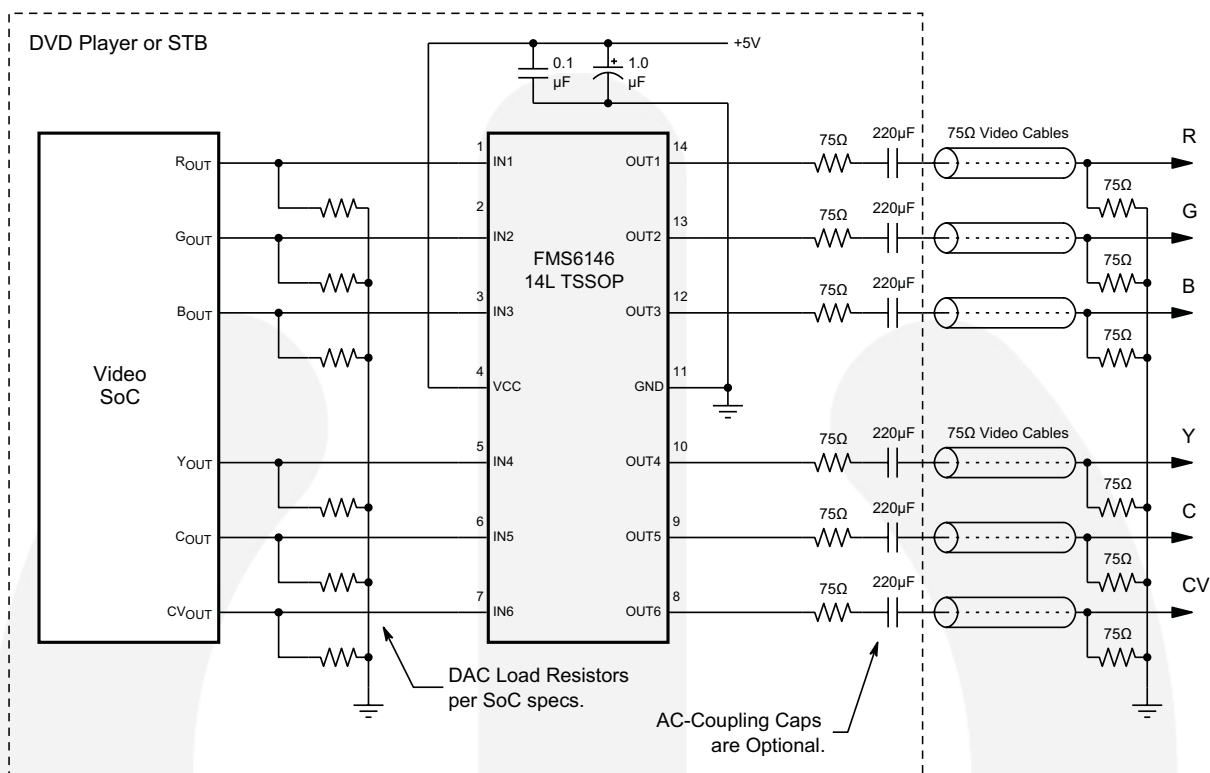 DVD Player or STB
+5V
0.1
µF
+
1.0
µF
Video
SoC
ROUT
GOUT
BOUT
YOUT
COUT
CVOUT
1
IN1
2
IN2
3
IN3
4
VCC
5
IN4
6
IN5
7
IN6
FMS6146
14L TSSOP
14
OUT1
13
OUT2
12
OUT3
11
GND
10
OUT4
9
OUT5
8
OUT6
75Ω
220µF
75Ω Video Cables
R
75Ω
75Ω
220µF
G
75Ω
75Ω
220µF
B
75Ω
75Ω
220µF
75Ω Video Cables
Y
75Ω
75Ω
220µF
C
75Ω
75Ω
220µF
CV
75Ω
DAC Load Resistors
per SoC specs.
AC-Coupling Caps
are Optional.